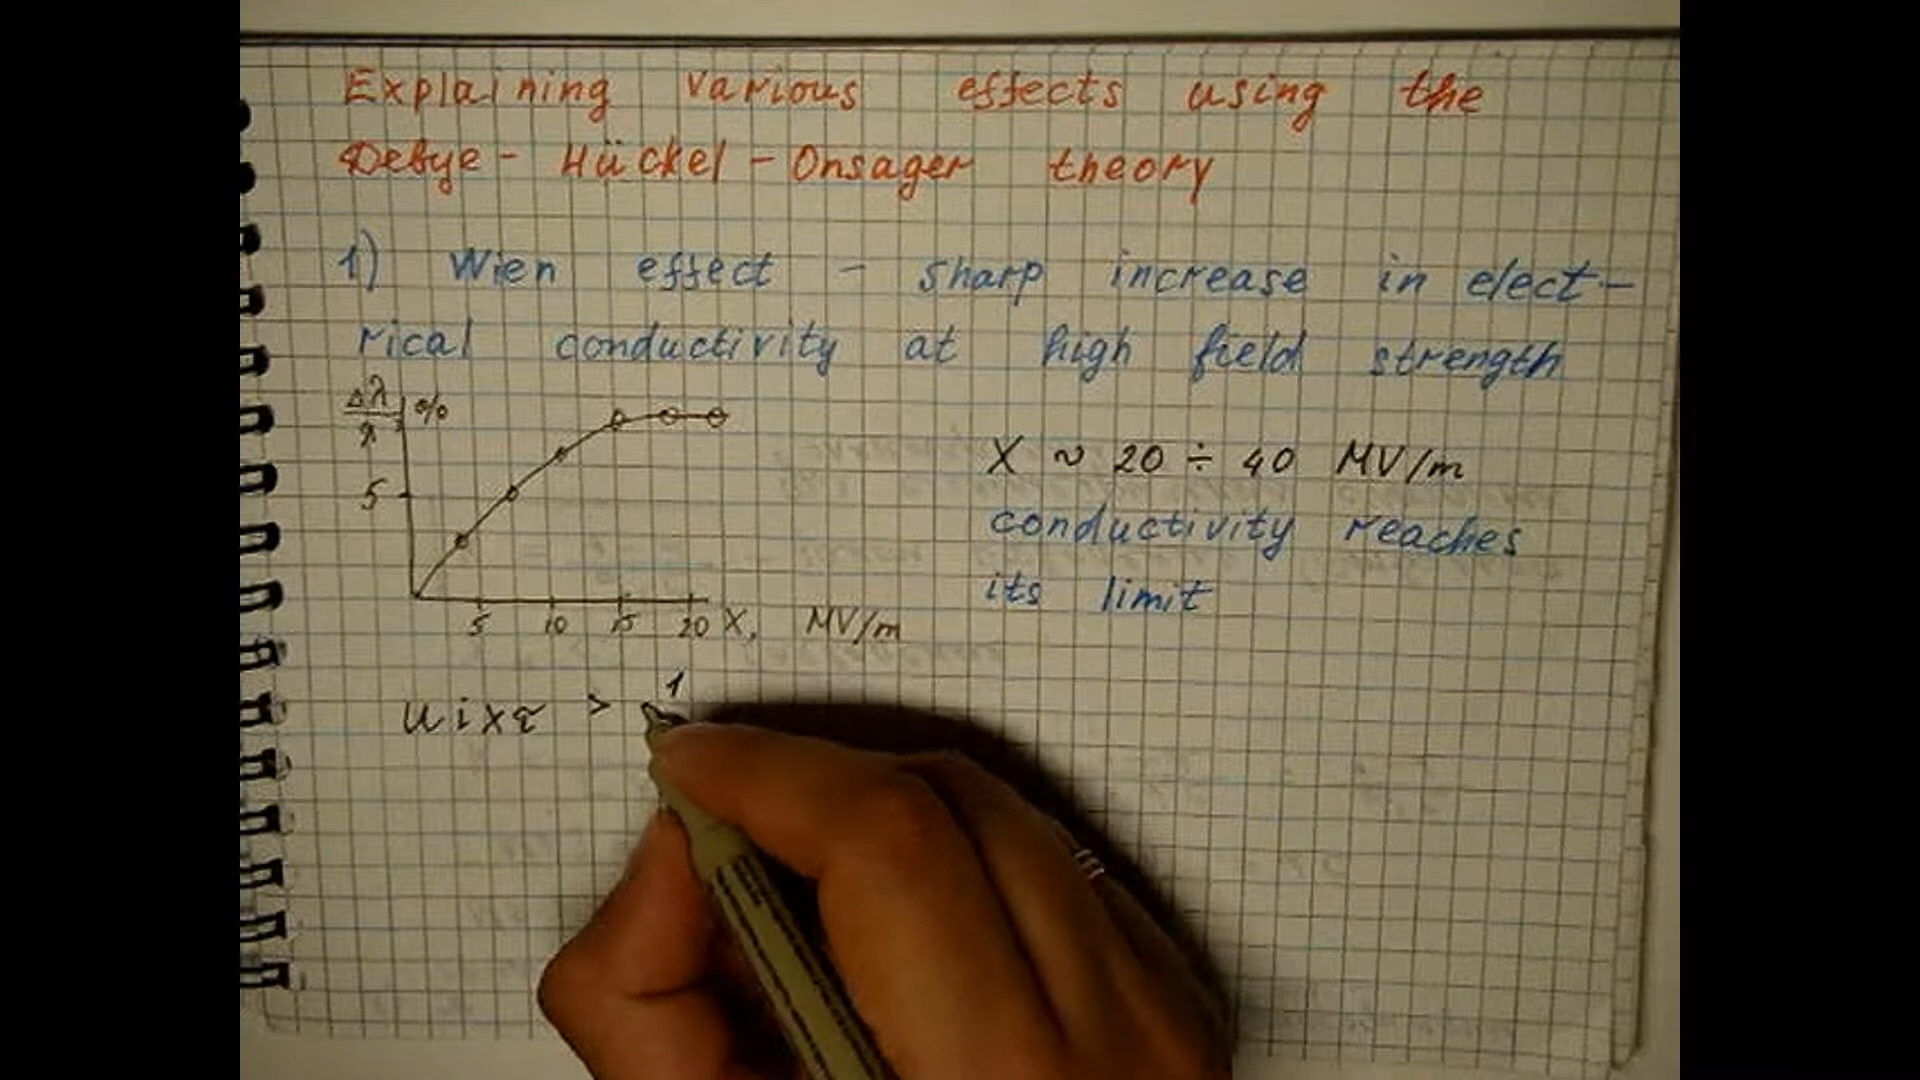 Explaining various effects using the
Debye - Hückel - Onsager theory
1) Wien effect - sharp increase in elect-
rical conductivity at high field strength
Δλ/λ, %
5
5 10 15 20 X, MV/m
X ~ 20 ÷ 40 MV/m
conductivity reaches
its limit
u i x τ > 1